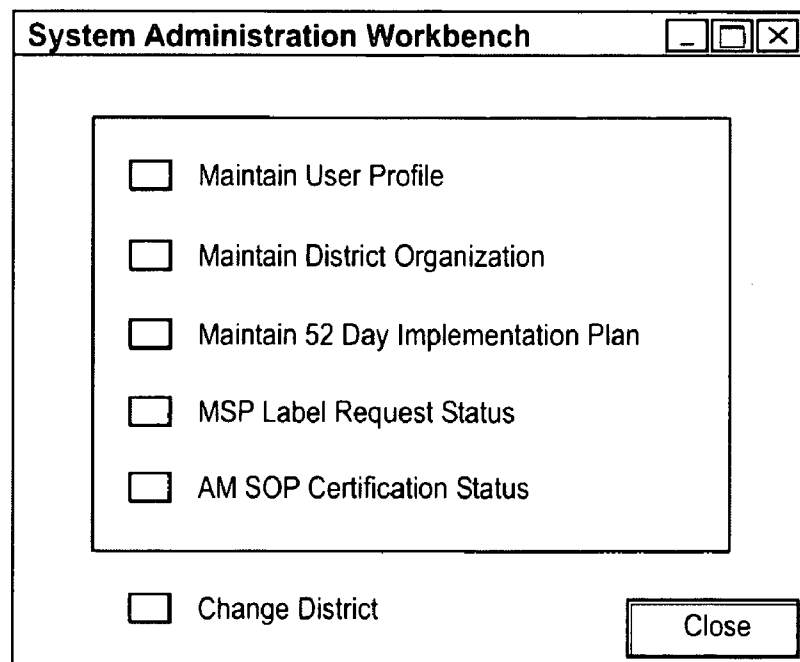 System Administration Workbench
Maintain User Profile
Maintain District Organization
Maintain 52 Day Implementation Plan
MSP Label Request Status
AM SOP Certification Status
Change District
Close